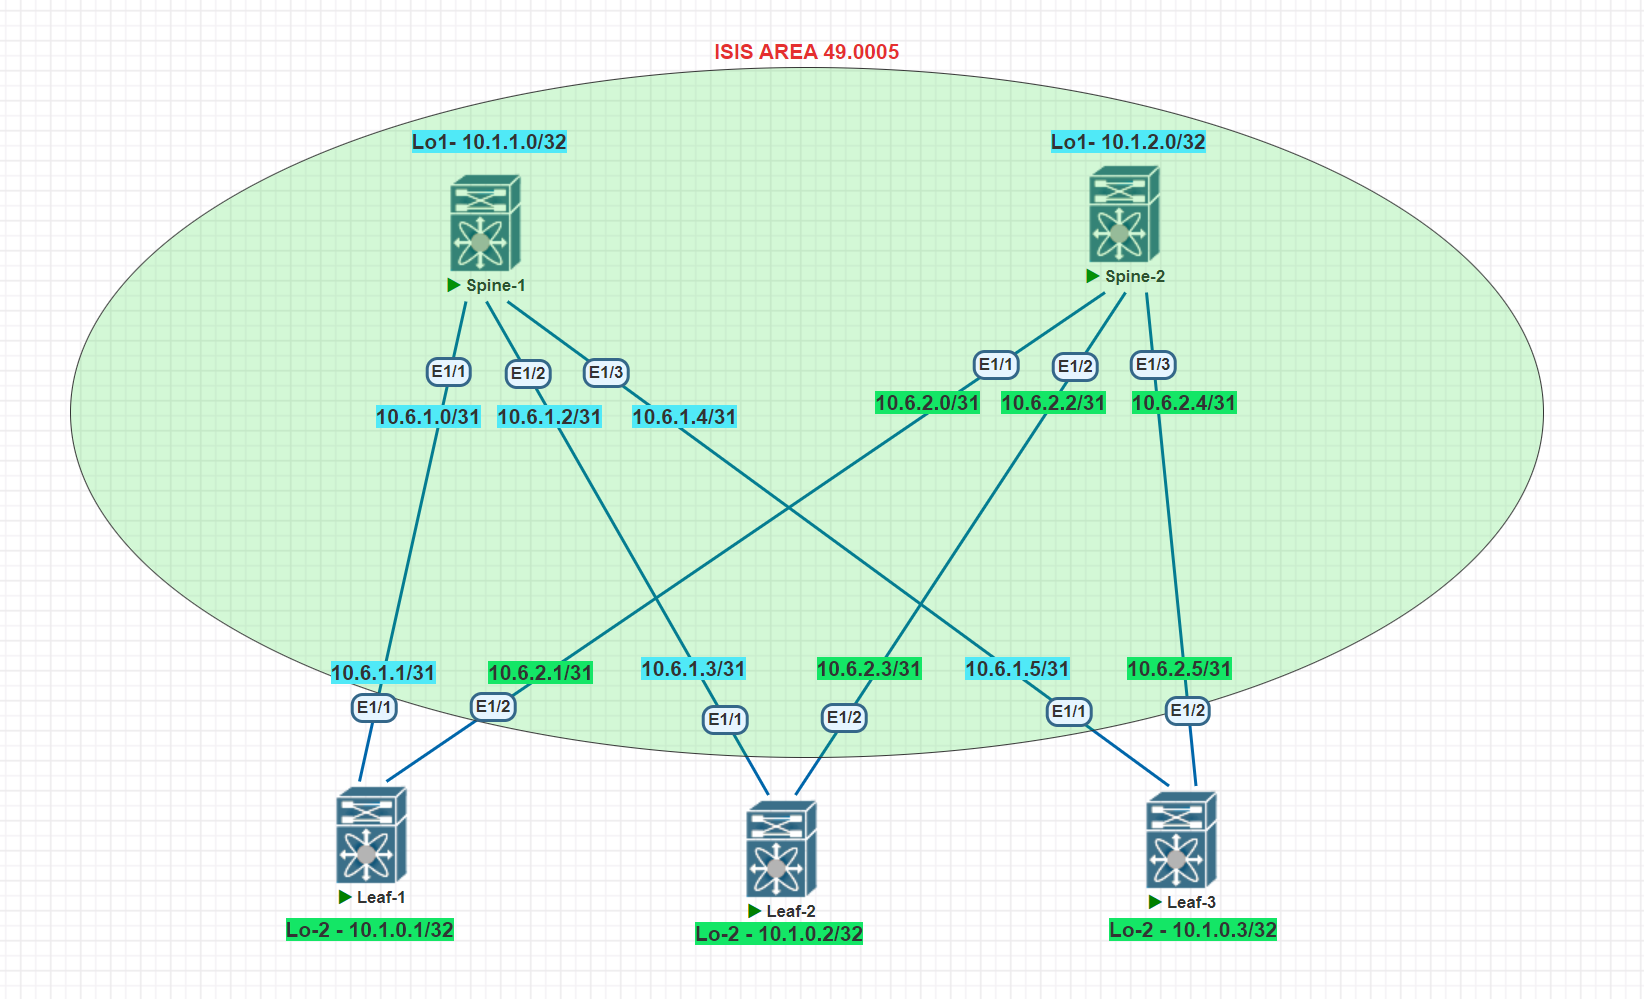 ISIS AREA 49.0005
Lo1- 10.1.1.0/32
Lo1- 10.1.2.0/32
Spine-1
Spine-2
E1/1
E1/2
E1/3
E1/1
E1/2
E1/3
10.6.1.0/31
10.6.1.2/31
10.6.1.4/31
10.6.2.0/31
10.6.2.2/31
10.6.2.4/31
10.6.1.1/31
10.6.2.1/31
10.6.1.3/31
10.6.2.3/31
10.6.1.5/31
10.6.2.5/31
E1/1
E1/2
E1/1
E1/2
E1/1
E1/2
Leaf-1
Leaf-2
Leaf-3
Lo-2 - 10.1.0.1/32
Lo-2 - 10.1.0.2/32
Lo-2 - 10.1.0.3/32